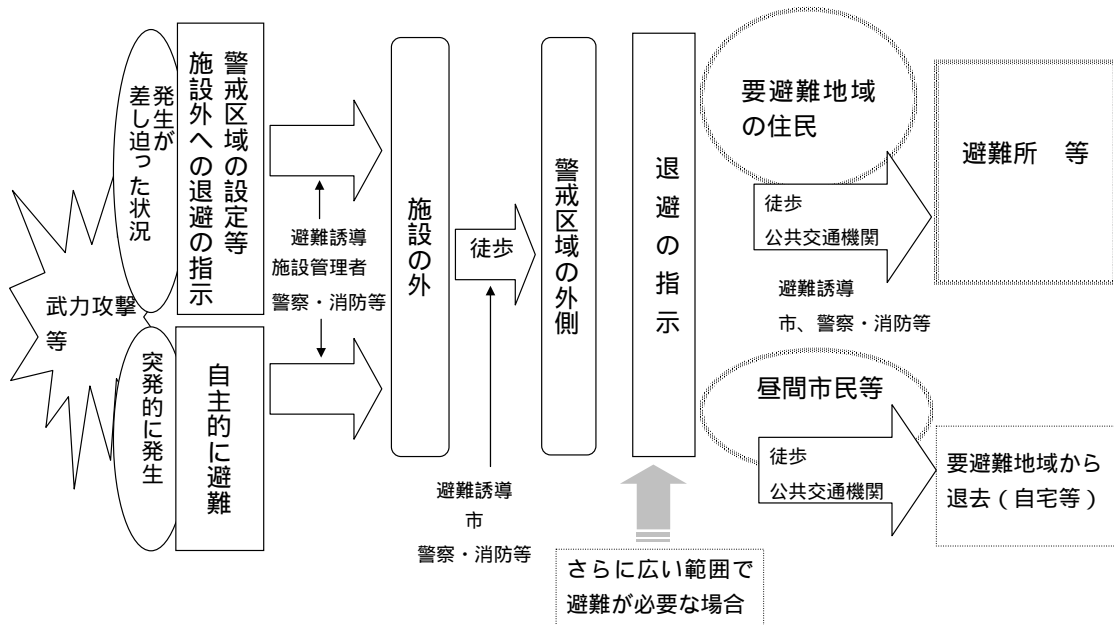 武力攻撃
等
発生が
差し迫った状況
警戒区域の設定等
施設外への退避の指示
突発的に発生
自主的に避難
避難誘導
施設管理者
警察・消防等
施設の外
徒歩
避難誘導
市
警察・消防等
警戒区域の外側
退避の指示
さらに広い範囲で
避難が必要な場合
要避難地域
の住民
徒歩
公共交通機関
避難誘導
市、警察・消防等
避難所　等
昼間市民等
徒歩
公共交通機関
要避難地域から
退去(自宅等)